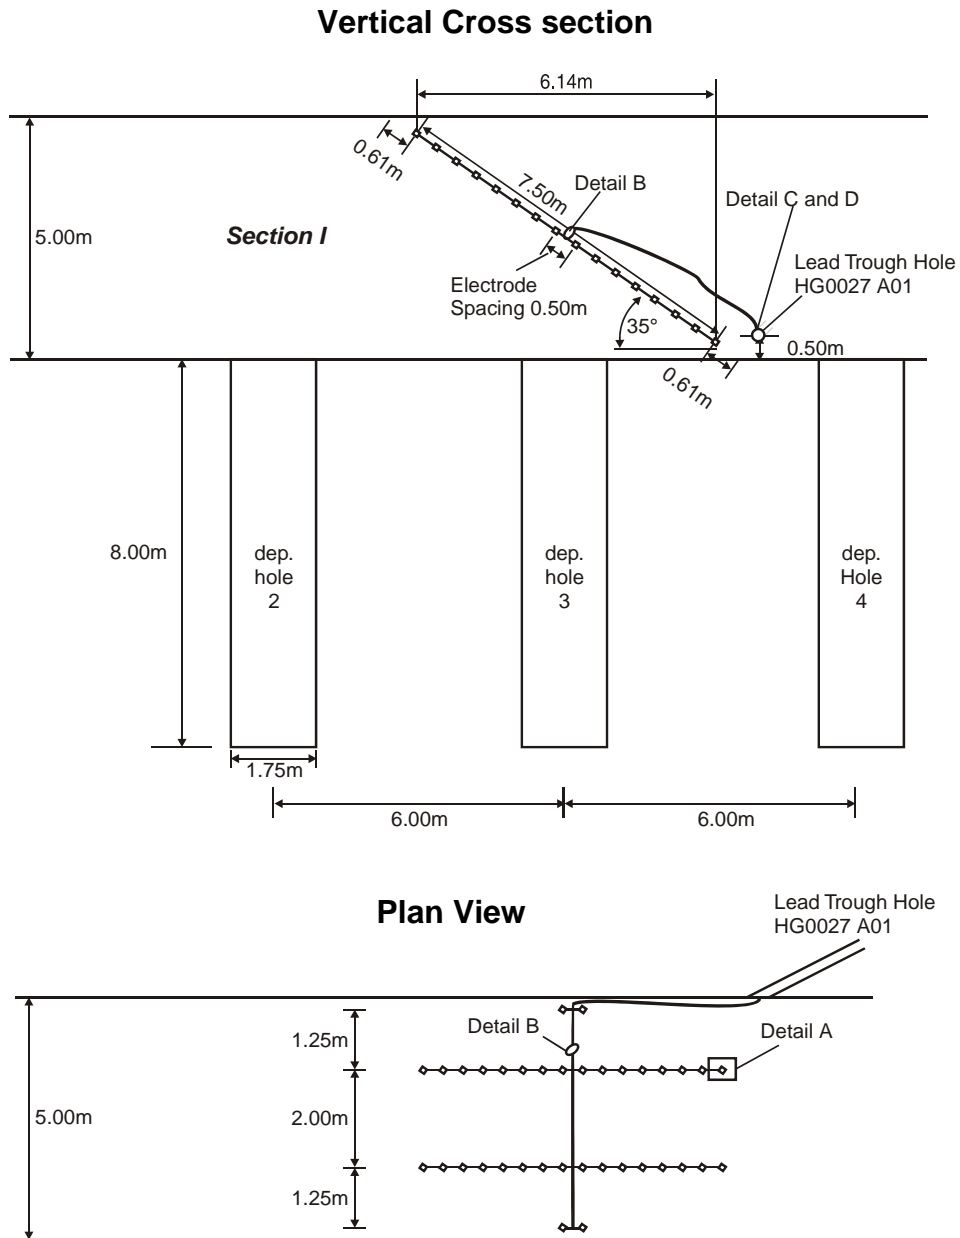 Vertical Cross section
6.14m
0.61m
7.50m
Detail B
Detail C and D
5.00m
Section I
Lead Trough Hole
HG0027 A01
Electrode
Spacing 0.50m
35°
0.50m
0.61m
8.00m
dep.
hole
2
dep.
hole
3
dep.
Hole
4
1.75m
6.00m
6.00m
Plan View
Lead Trough Hole
HG0027 A01
1.25m
Detail B
Detail A
5.00m
2.00m
1.25m